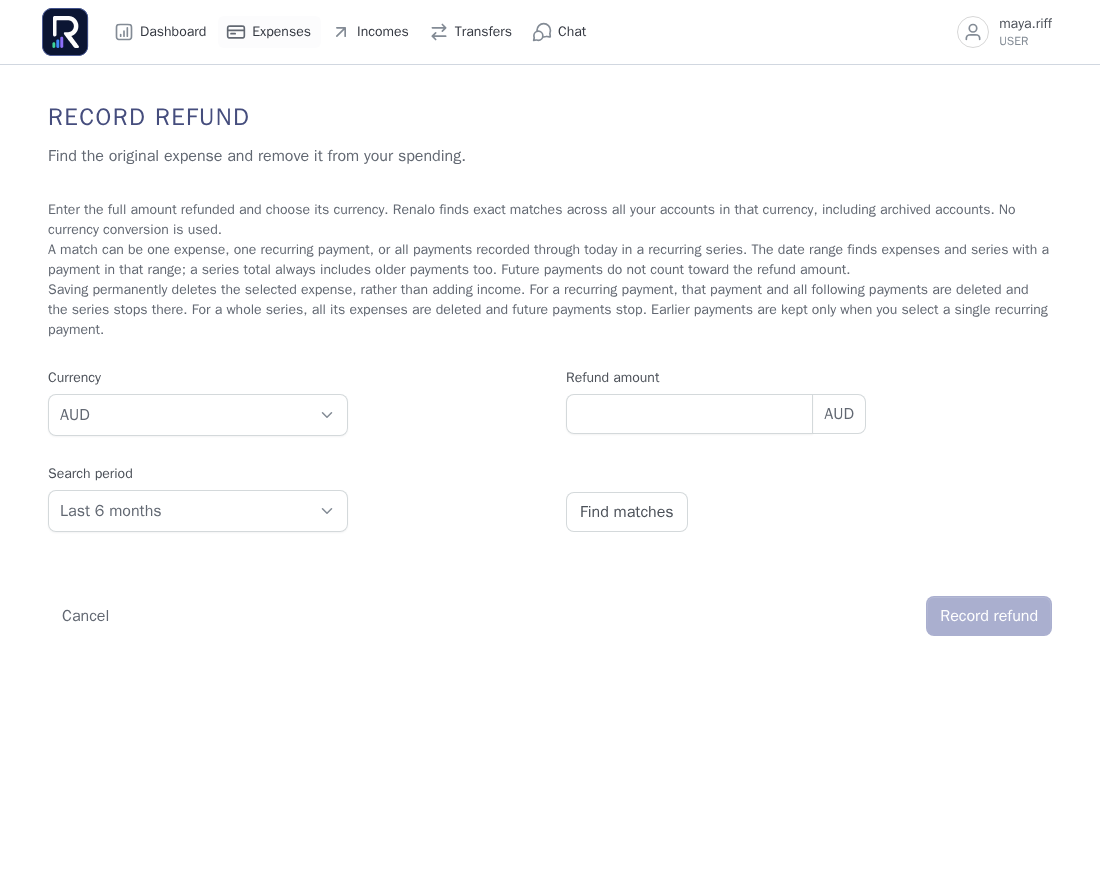 Dashboard
Expenses
Incomes
Transfers
Chat
maya.riff
USER
RECORD REFUND
Find the original expense and remove it from your spending.
Enter the full amount refunded and choose its currency. Renalo finds exact matches across all your accounts in that currency, including archived accounts. No
currency conversion is used.
A match can be one expense, one recurring payment, or all payments recorded through today in a recurring series. The date range finds expenses and series with a
payment in that range; a series total always includes older payments too. Future payments do not count toward the refund amount.
Saving permanently deletes the selected expense, rather than adding income. For a recurring payment, that payment and all following payments are deleted and
the series stops there. For a whole series, all its expenses are deleted and future payments stop. Earlier payments are kept only when you select a single recurring
payment.
Currency
AUD
Refund amount
AUD
Search period
Last 6 months
Find matches
Cancel
Record refund